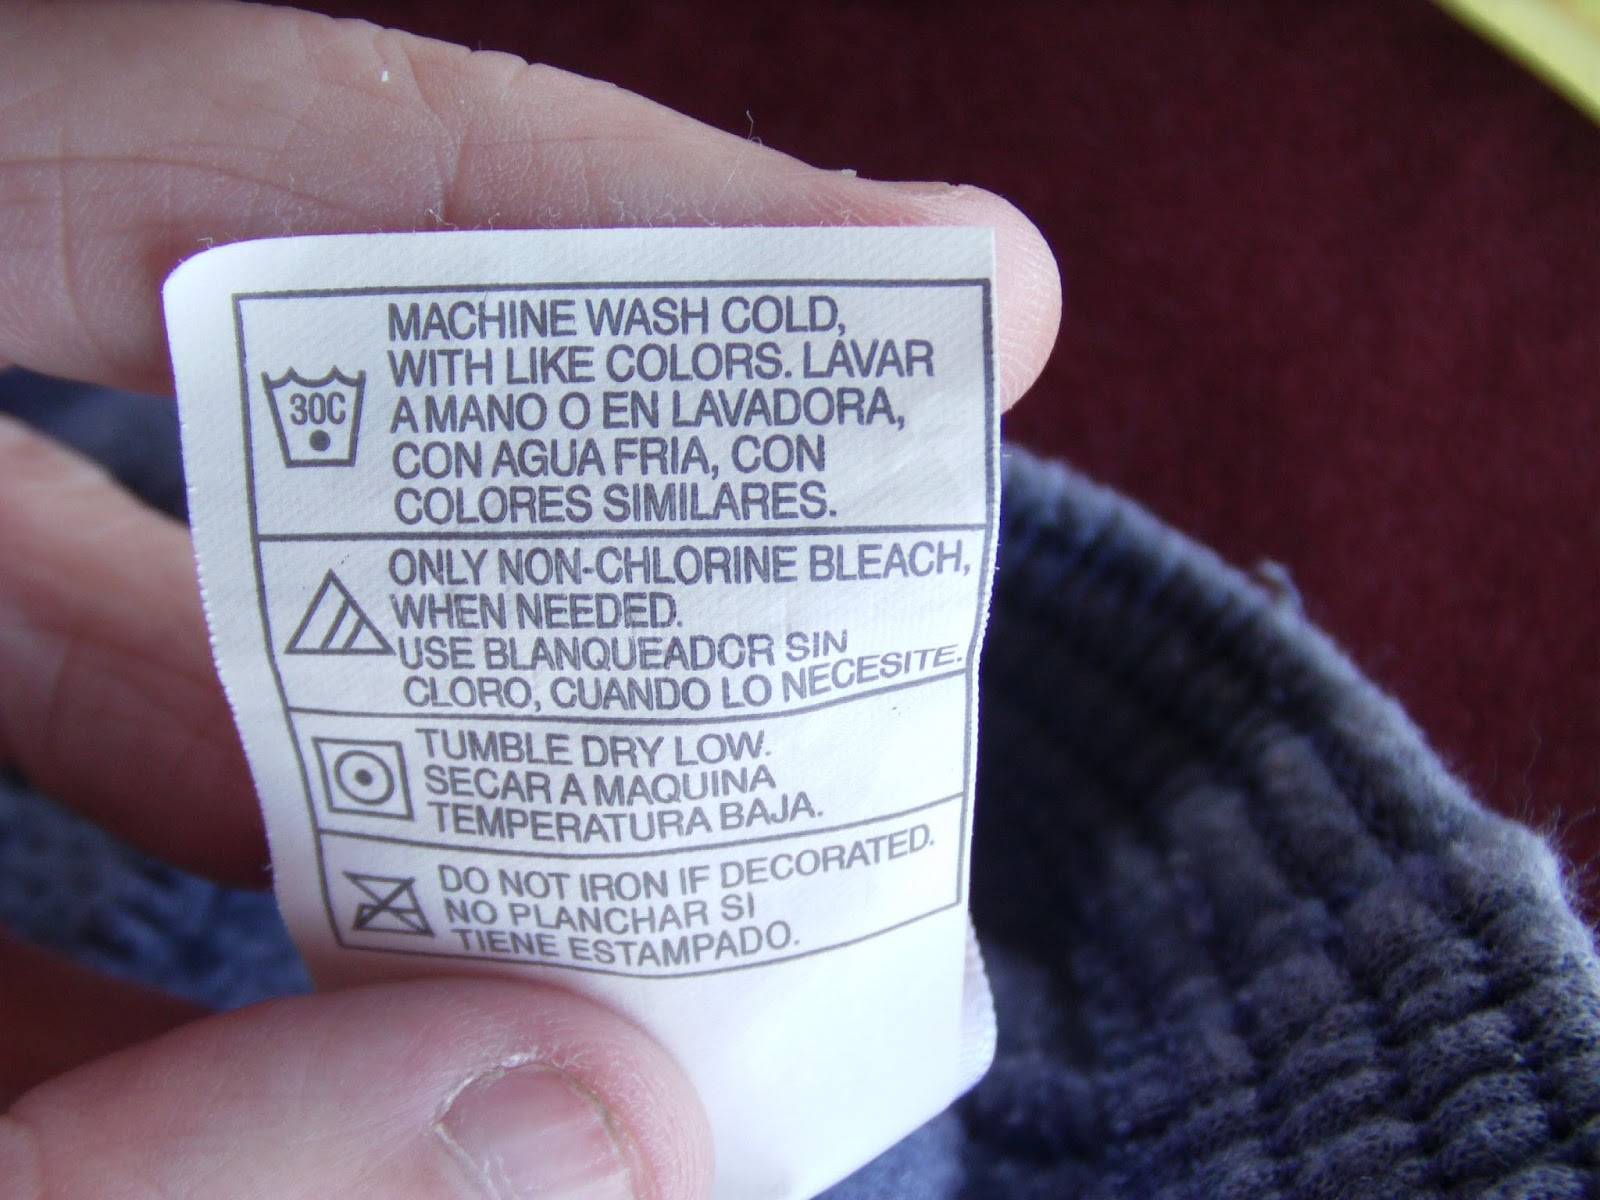 MACHINE WASH COLD,
WITH LIKE COLORS. LAVAR
A MANO O EN LAVADORA,
CON AGUA FRIA, CON
COLORES SIMILARES.
30C
ONLY NON-CHLORINE BLEACH,
WHEN NEEDED.
USE BLANQUEADOR SIN
CLORO, CUANDO LO NECESITE.
TUMBLE DRY LOW.
SECAR A MAQUINA
TEMPERATURA BAJA.
DO NOT IRON IF DECORATED.
NO PLANCHAR SI
TIENE ESTAMPADO.